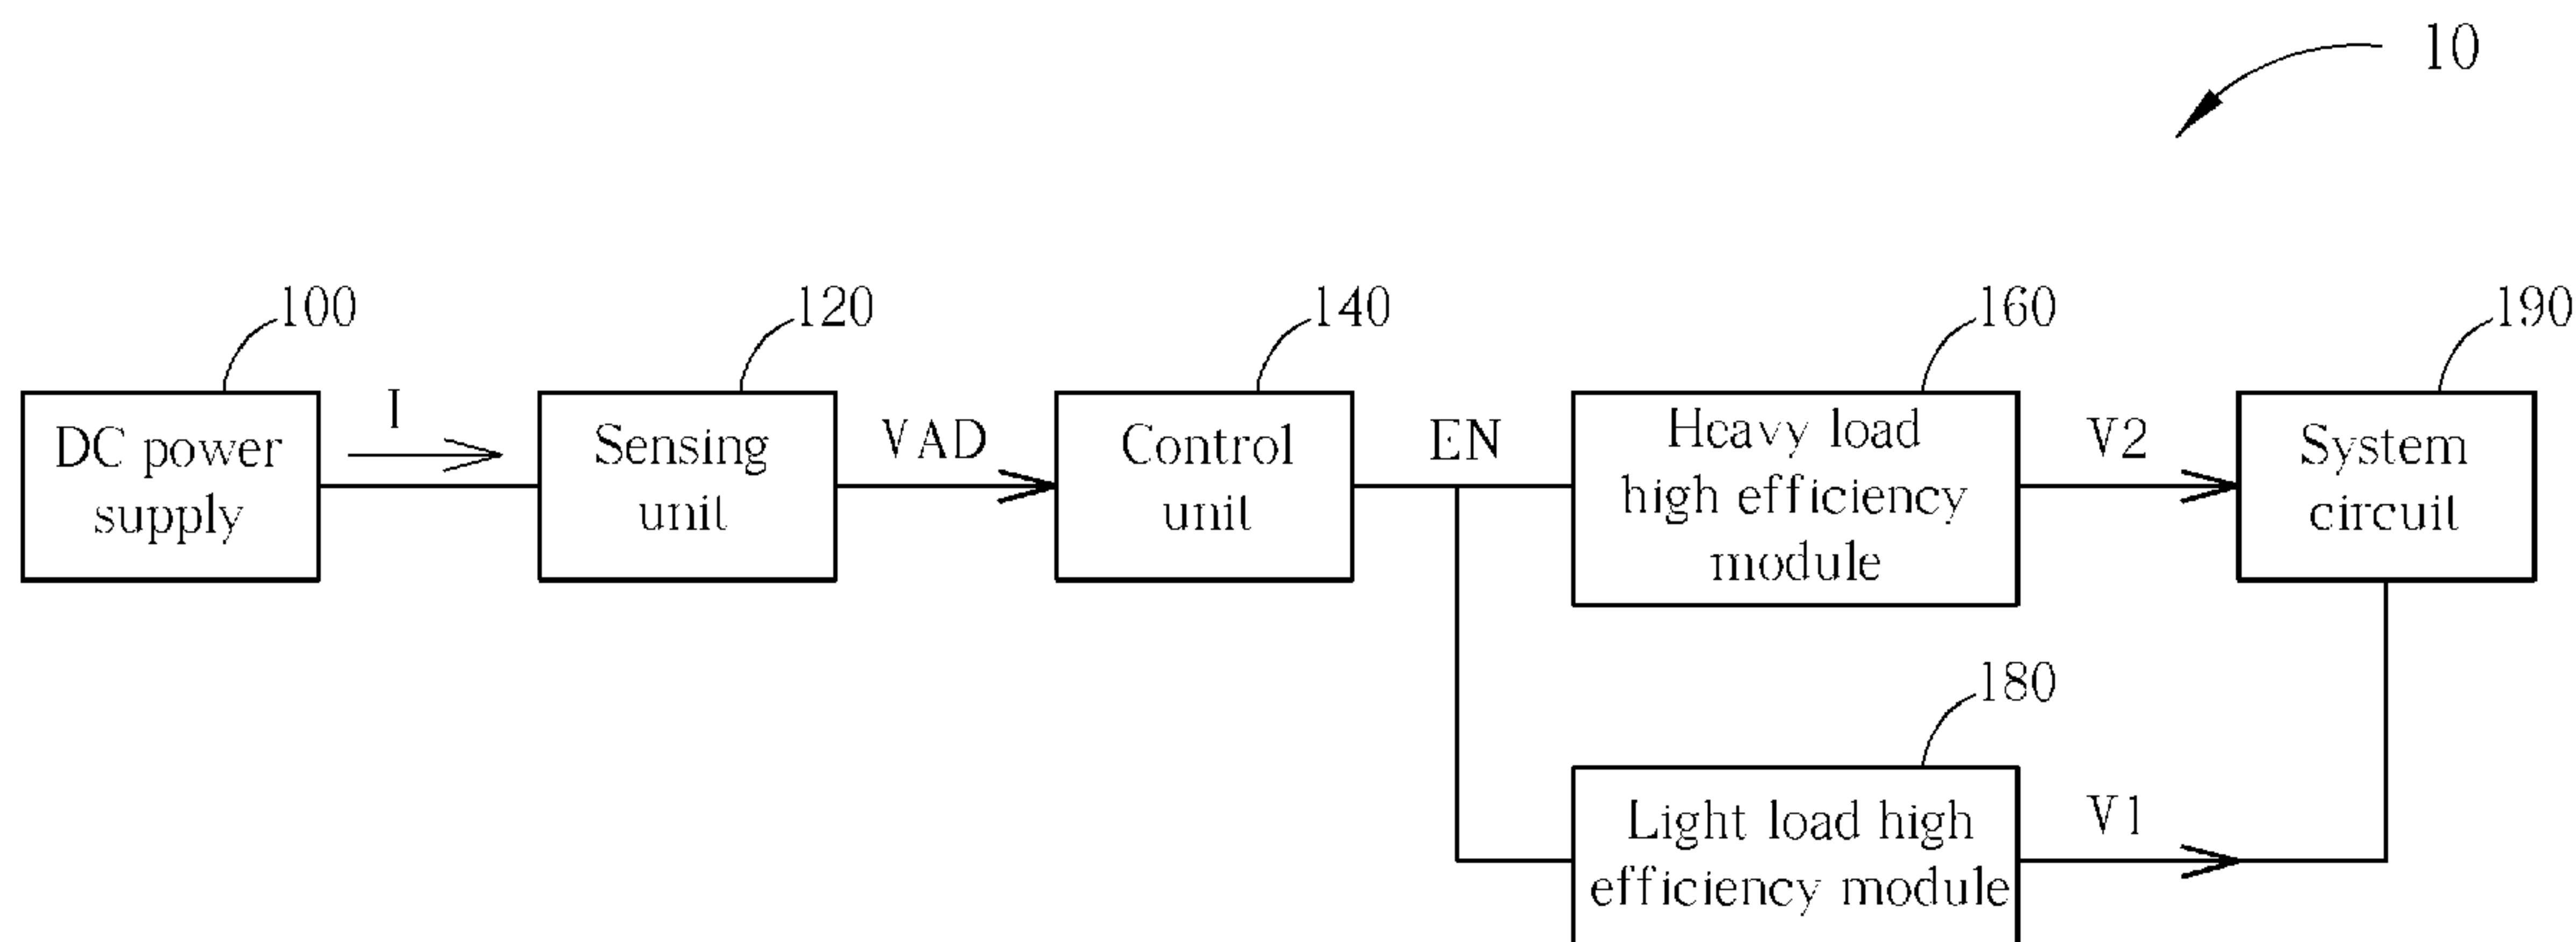 10
100
120
140
160
190
I
DC power
supply
Sensing
unit
VAD
Control
unit
EN
Heavy load
high efficiency
module
V2
System
circuit
180
Light load high
efficiency module
V1